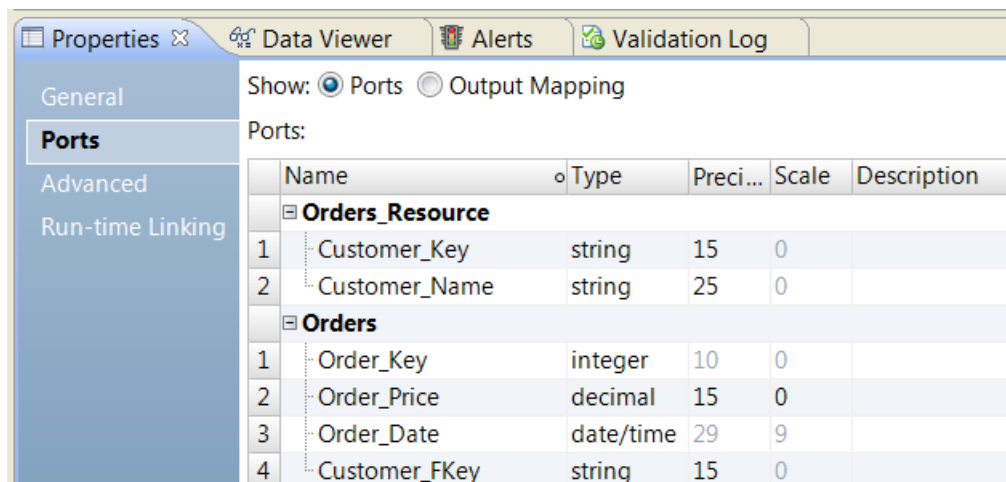 Properties Data Viewer Alerts Validation Log
General
Ports
Advanced
Run-time Linking
Show: Ports Output Mapping
Ports:
Name Type Preci... Scale Description
Orders_Resource
1 Customer_Key string 15 0
2 Customer_Name string 25 0
Orders
1 Order_Key integer 10 0
2 Order_Price decimal 15 0
3 Order_Date date/time 29 9
4 Customer_FKey string 15 0